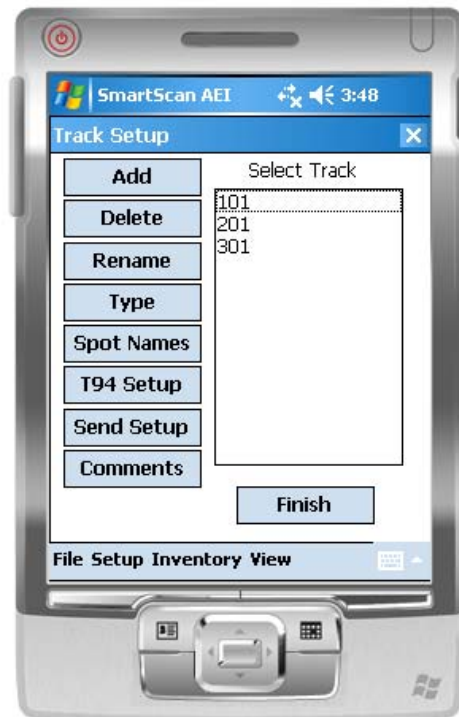 SmartScan AEI 3:48
Track Setup
Add
Delete
Rename
Type
Spot Names
T94 Setup
Send Setup
Comments
Select Track
101
201
301
Finish
File Setup Inventory View